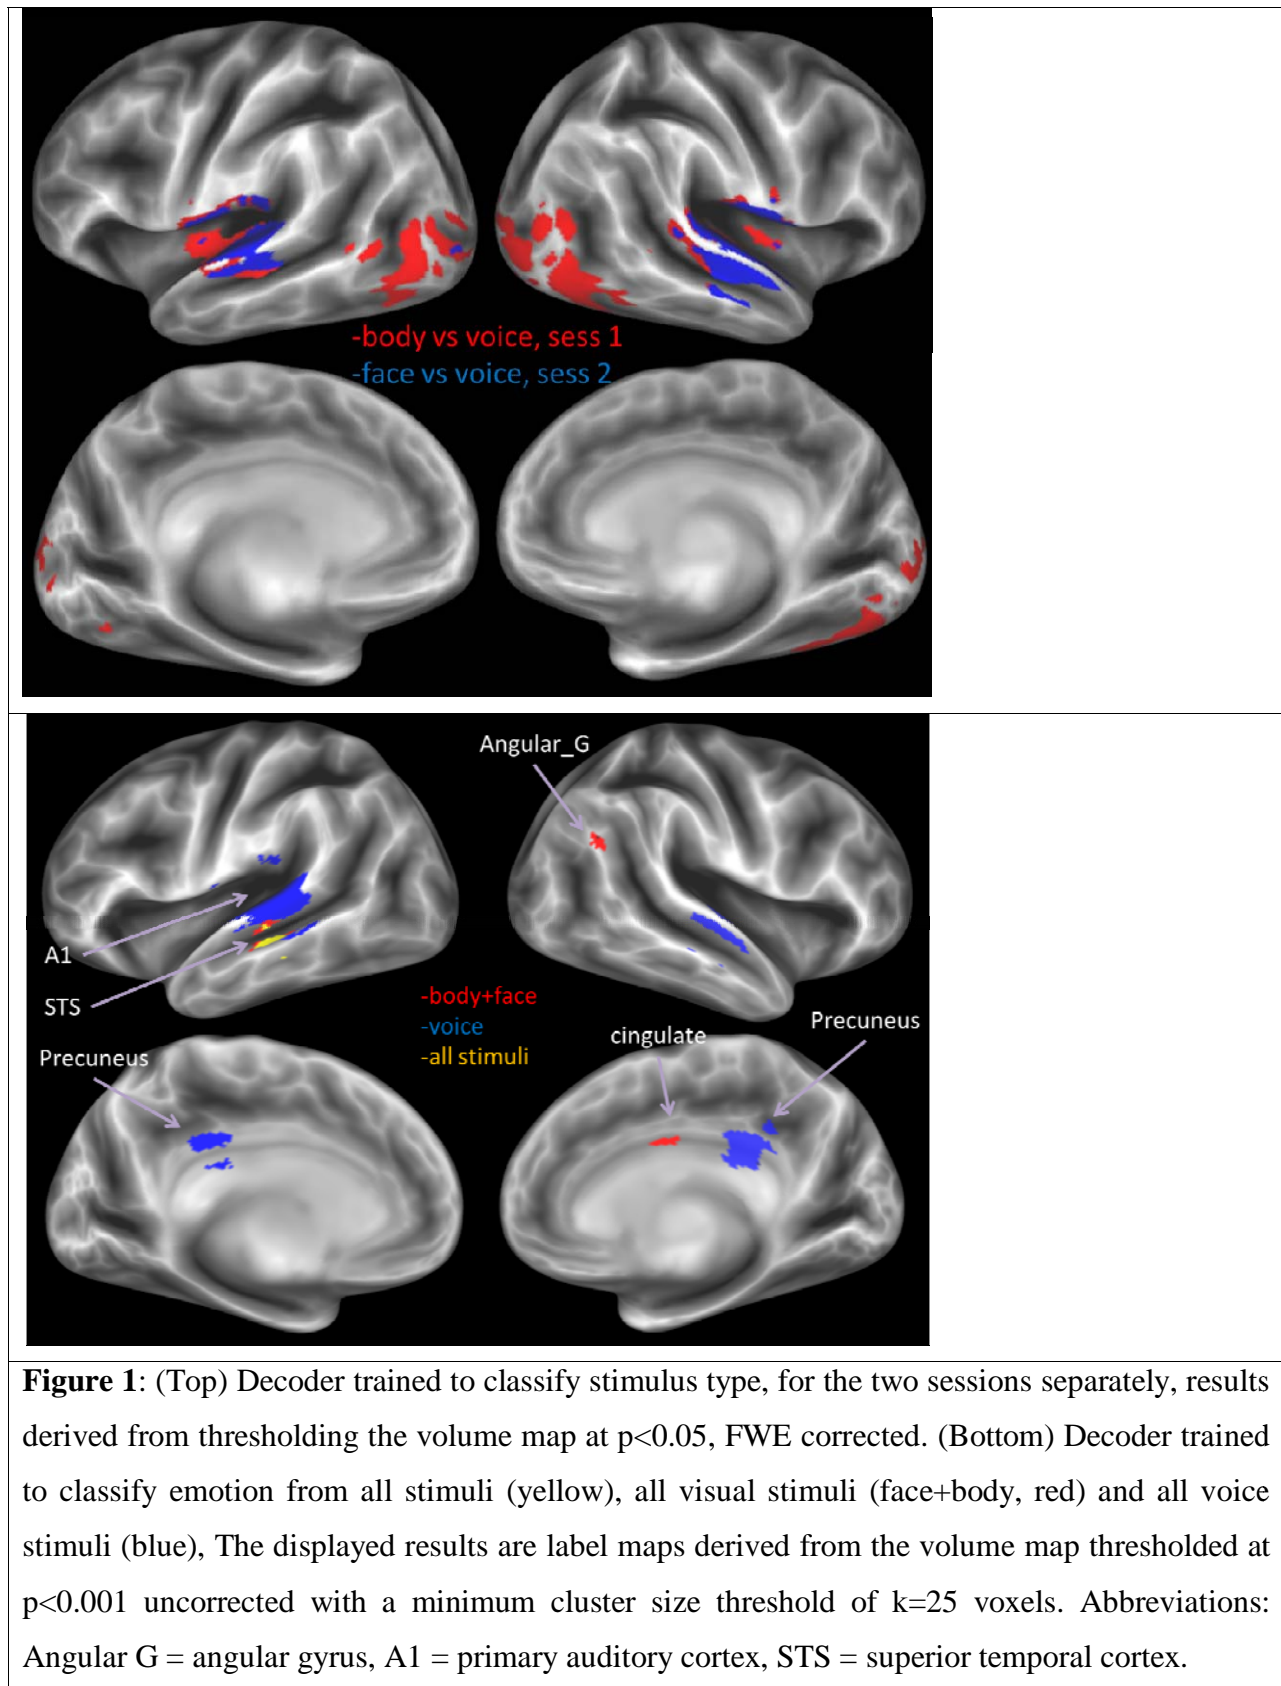 -body vs voice, sess 1
-face vs voice, sess 2
Angular_G
A1
STS
-body+face
-voice
-all stimuli
Precuneus
cingulate
Precuneus
Figure 1: (Top) Decoder trained to classify stimulus type, for the two sessions separately, results
derived from thresholding the volume map at p<0.05, FWE corrected. (Bottom) Decoder trained
to classify emotion from all stimuli (yellow), all visual stimuli (face+body, red) and all voice
stimuli (blue), The displayed results are label maps derived from the volume map thresholded at
p<0.001 uncorrected with a minimum cluster size threshold of k=25 voxels. Abbreviations:
Angular G = angular gyrus, A1 = primary auditory cortex, STS = superior temporal cortex.